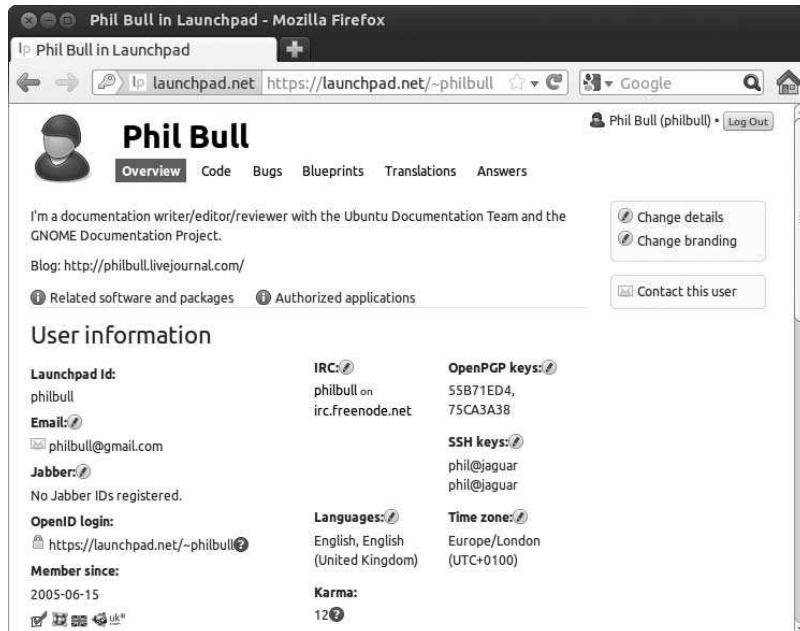 Phil Bull in Launchpad - Mozilla Firefox
lp Phil Bull in Launchpad
lp launchpad.net https://launchpad.net/~philbull Google
Phil Bull (philbull) • Log Out
Phil Bull
Overview Code Bugs Blueprints Translations Answers
I'm a documentation writer/editor/reviewer with the Ubuntu Documentation Team and the
GNOME Documentation Project.
Blog: http://philbull.livejournal.com/
Change details
Change branding
Contact this user
Related software and packages Authorized applications
User information
Launchpad Id:
philbull
Email:
philbull@gmail.com
Jabber:
No Jabber IDs registered.
OpenID login:
https://launchpad.net/~philbull
Member since:
2005-06-15
uk
IRC:
philbull on
irc.freenode.net
Languages:
English, English
(United Kingdom)
Karma:
12
OpenPGP keys:
55B71ED4,
75CA3A38
SSH keys:
phil@jaguar
phil@jaguar
Time zone:
Europe/London
(UTC+0100)